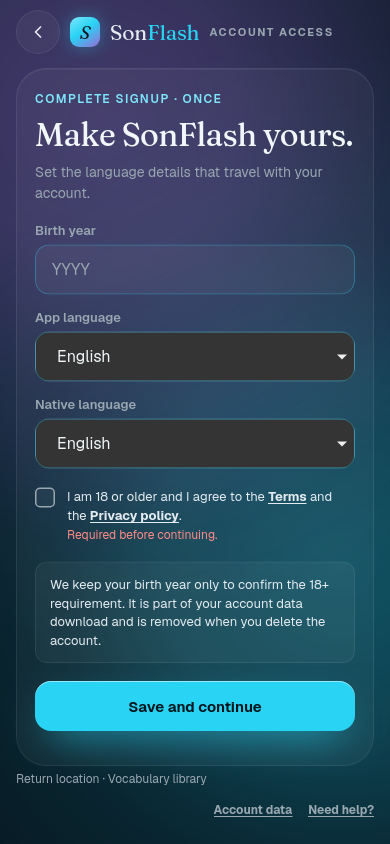 S SonFlash ACCOUNT ACCESS
COMPLETE SIGNUP · ONCE
Make SonFlash yours.
Set the language details that travel with your
account.
Birth year
YYYY
App language
English
Native language
English
I am 18 or older and I agree to the Terms and
the Privacy policy.
Required before continuing.
We keep your birth year only to confirm the 18+
requirement. It is part of your account data
download and is removed when you delete the
account.
Save and continue
Return location · Vocabulary library
Account data Need help?